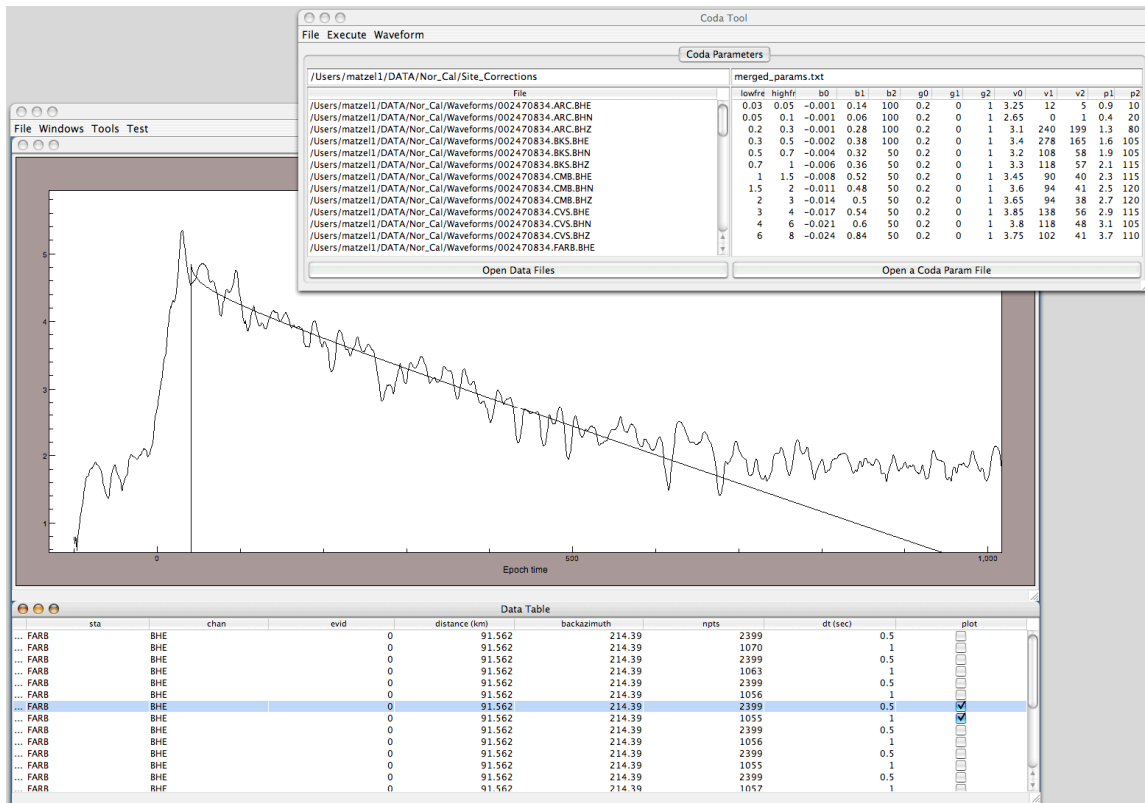 Coda Tool
File Execute Waveform
Coda Parameters
/Users/matzel1/DATA/Nor_Cal/Site_Corrections merged_params.txt
File lowfre highfr b0 b1 b2 g0 g1 g2 v0 v1 v2 p1 p2
/Users/matzel1/DATA/Nor_Cal/Waveforms/002470834.ARC.BHE 0.03 0.05 -0.001 0.14 100 0.2 0 1 3.25 12 5 0.9 10
/Users/matzel1/DATA/Nor_Cal/Waveforms/002470834.ARC.BHN 0.05 0.1 -0.001 0.06 100 0.2 0 1 2.65 0 1 0.4 20
/Users/matzel1/DATA/Nor_Cal/Waveforms/002470834.ARC.BHZ 0.2 0.3 -0.001 0.28 100 0.2 0 1 3.1 240 199 1.3 80
/Users/matzel1/DATA/Nor_Cal/Waveforms/002470834.BKS.BHE 0.3 0.5 -0.002 0.38 100 0.2 0 1 3.4 278 165 1.6 105
/Users/matzel1/DATA/Nor_Cal/Waveforms/002470834.BKS.BHN 0.5 0.7 -0.004 0.32 50 0.2 0 1 3.2 108 58 1.9 105
/Users/matzel1/DATA/Nor_Cal/Waveforms/002470834.BKS.BHZ 0.7 1 -0.006 0.36 50 0.2 0 1 3.3 118 57 2.1 115
/Users/matzel1/DATA/Nor_Cal/Waveforms/002470834.CMB.BHE 1 1.5 -0.008 0.52 50 0.2 0 1 3.45 90 40 2.3 115
/Users/matzel1/DATA/Nor_Cal/Waveforms/002470834.CMB.BHN 1.5 2 -0.011 0.48 50 0.2 0 1 3.6 94 41 2.5 120
/Users/matzel1/DATA/Nor_Cal/Waveforms/002470834.CMB.BHZ 2 3 -0.014 0.5 50 0.2 0 1 3.65 94 38 2.7 120
/Users/matzel1/DATA/Nor_Cal/Waveforms/002470834.CVS.BHE 3 4 -0.017 0.54 50 0.2 0 1 3.85 138 56 2.9 115
/Users/matzel1/DATA/Nor_Cal/Waveforms/002470834.CVS.BHN 4 6 -0.021 0.6 50 0.2 0 1 3.8 118 48 3.1 105
/Users/matzel1/DATA/Nor_Cal/Waveforms/002470834.CVS.BHZ 6 8 -0.024 0.84 50 0.2 0 1 3.75 102 41 3.7 110
/Users/matzel1/DATA/Nor_Cal/Waveforms/002470834.FARB.BHE
Open Data Files Open a Coda Param File
File Windows Tools Test
5
4
3
2
1
0 500 1,000
Epoch time
Data Table
sta chan evid distance (km) backazimuth npts dt (sec) plot
... FARB BHE 0 91.562 214.39 2399 0.5
... FARB BHE 0 91.562 214.39 1070 1
... FARB BHE 0 91.562 214.39 2399 0.5
... FARB BHE 0 91.562 214.39 1063 1
... FARB BHE 0 91.562 214.39 2399 0.5
... FARB BHE 0 91.562 214.39 1056 1
... FARB BHE 0 91.562 214.39 2399 0.5
... FARB BHE 0 91.562 214.39 1055 1
... FARB BHE 0 91.562 214.39 2399 0.5
... FARB BHE 0 91.562 214.39 1056 1
... FARB BHE 0 91.562 214.39 2399 0.5
... FARB BHE 0 91.562 214.39 1055 1
... FARB BHE 0 91.562 214.39 2399 0.5
... FARB BHE 0 91.562 214.39 1057 1